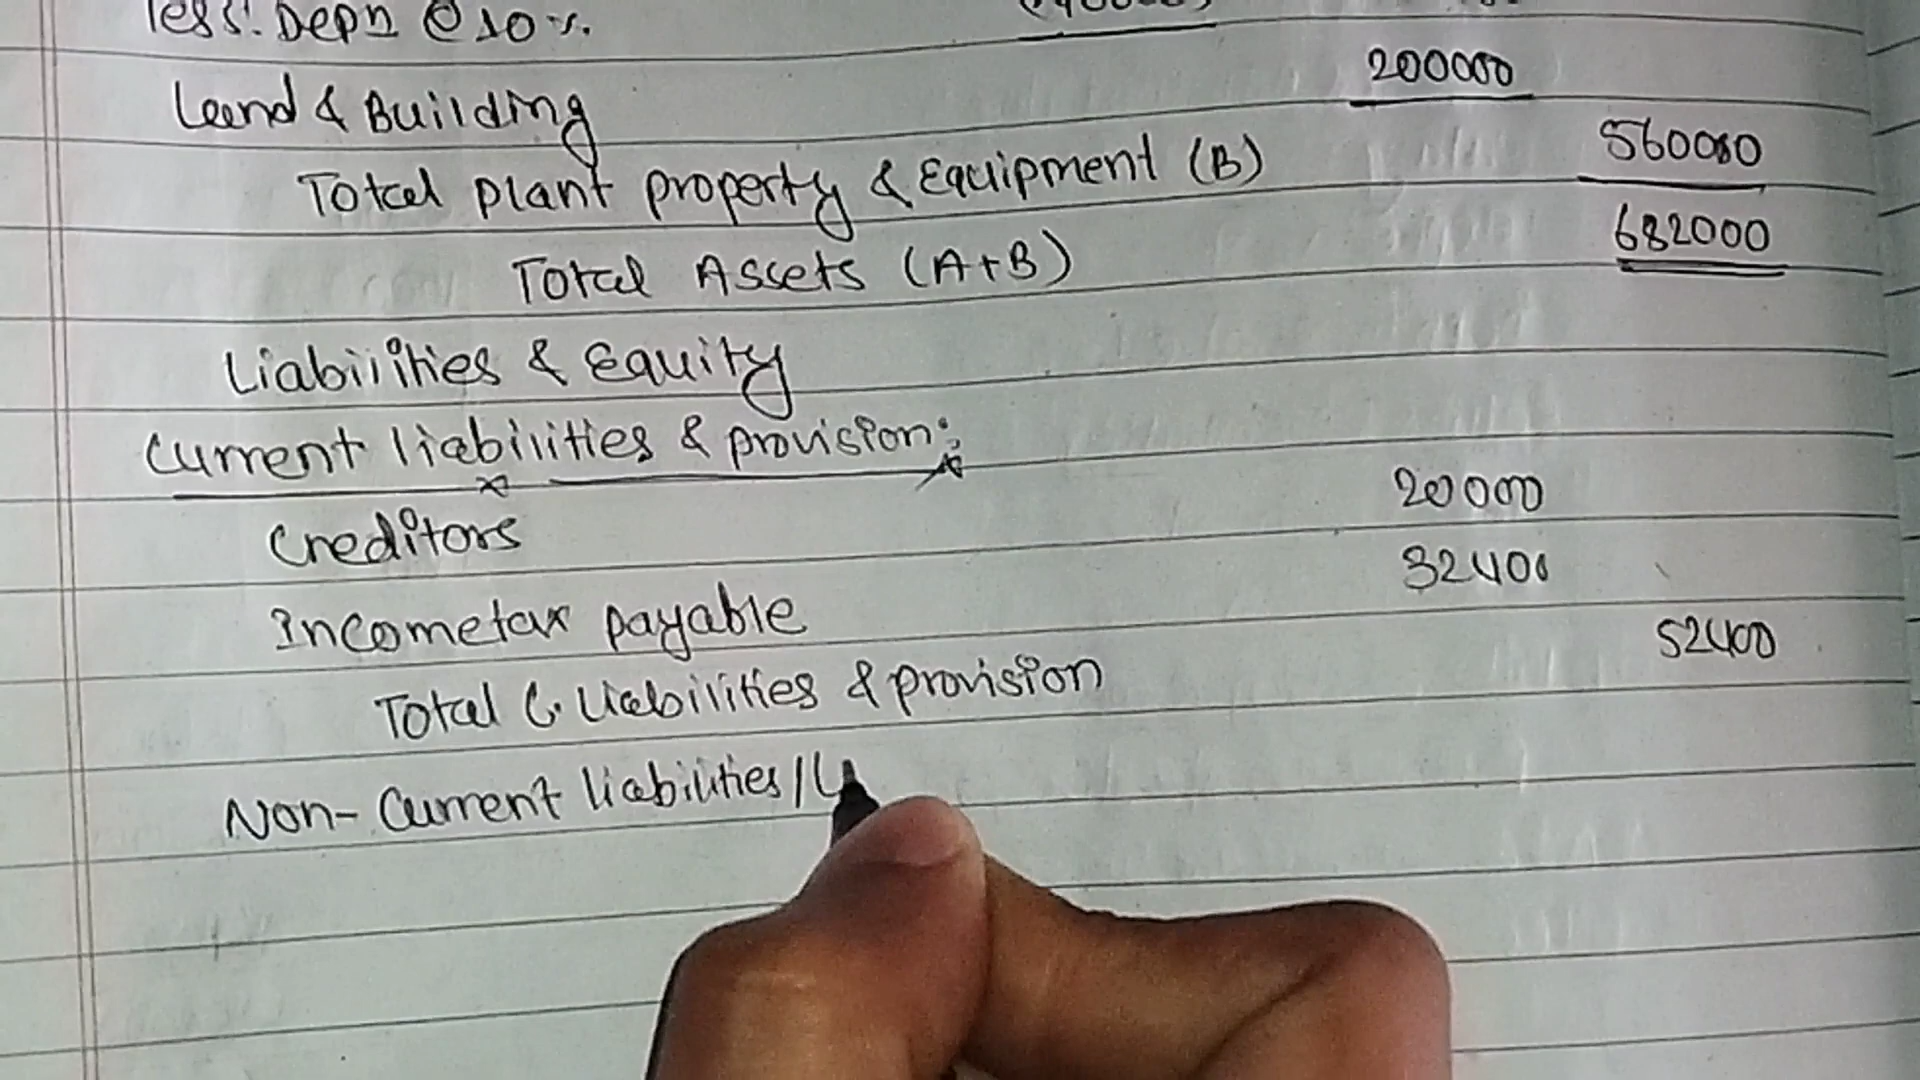 less: Depn @ 10%.
Land & Building 200000
Total plant property & Equipment (B) 560000
Total Assets (A+B) 682000
Liabilities & Equity
Current liabilities & provision:
Creditors 20000
Incometax payable 32400
Total C. Liabilities & provision 52400
Non-Current liabilities/L